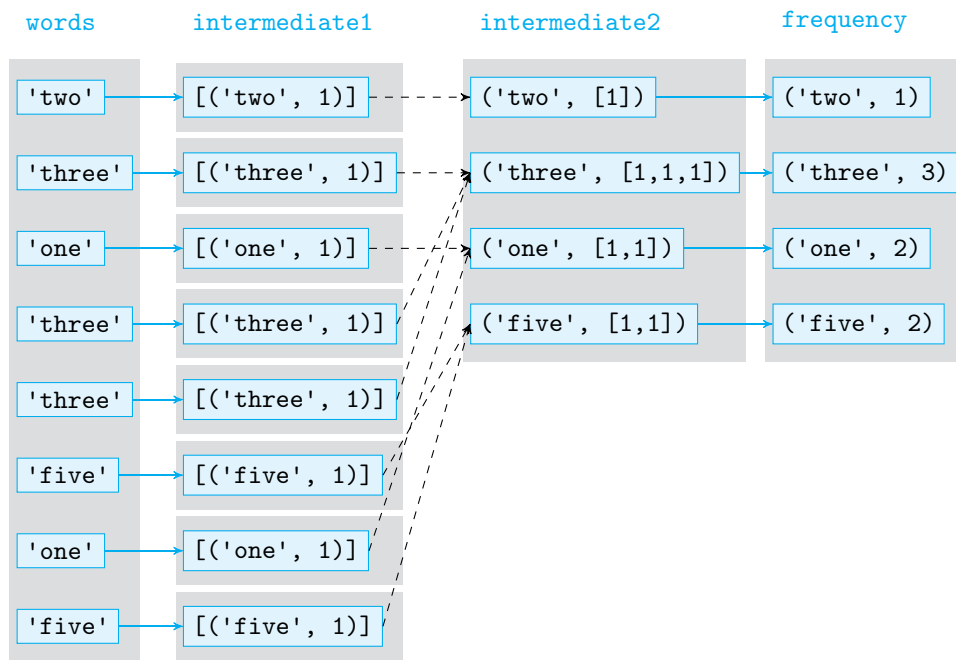 words intermediate1 intermediate2 frequency
'two' [('two', 1)] ('two', [1]) ('two', 1)
'three' [('three', 1)] ('three', [1,1,1]) ('three', 3)
'one' [('one', 1)] ('one', [1,1]) ('one', 2)
'three' [('three', 1)] ('five', [1,1]) ('five', 2)
'three' [('three', 1)]
'five' [('five', 1)]
'one' [('one', 1)]
'five' [('five', 1)]